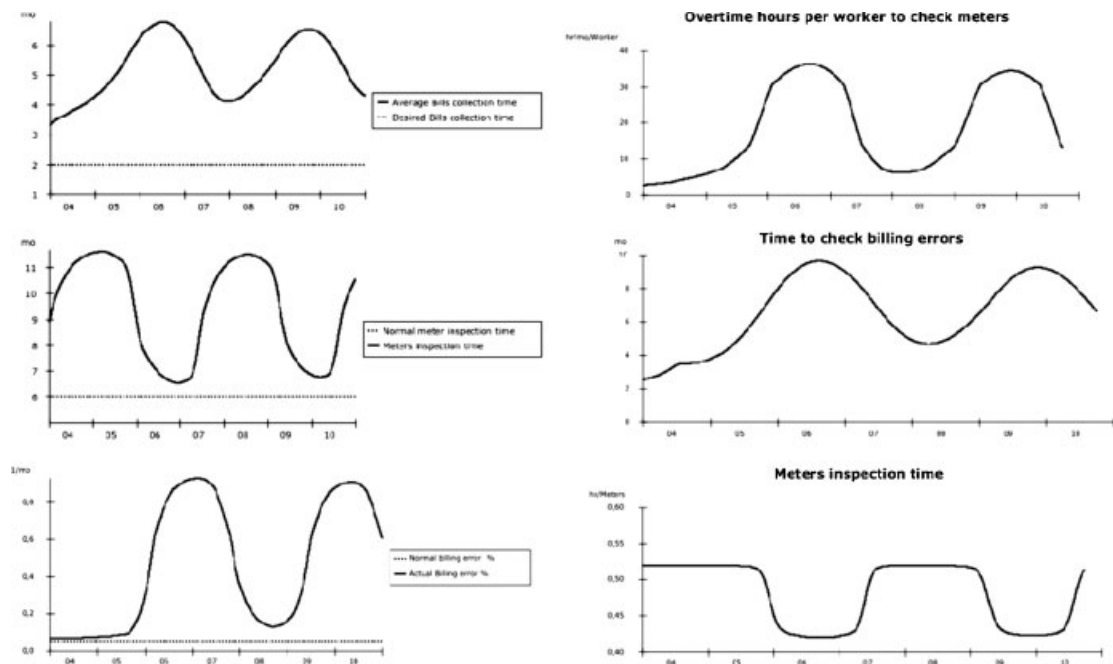 mo
6
5
4
3
2
1
04 05 06 07 08 09 10
Average Bills collection time
Desired Bills collection time
Overtime hours per worker to check meters
hr/mo/Worker
40
30
20
10
0
04 05 06 07 08 09 10
mo
11
10
9
8
7
6
04 05 06 07 08 09 10
Normal meter inspection time
Meters inspection time
Time to check billing errors
mo
8
6
4
2
0
04 05 06 07 08 09 10
1/mo
0,8
0,6
0,4
0,2
0,0
04 05 06 07 08 09 10
Normal billing error %
Actual Billing error %
Meters inspection time
hr/Meters
0,60
0,55
0,50
0,45
0,40
04 05 06 07 08 09 10